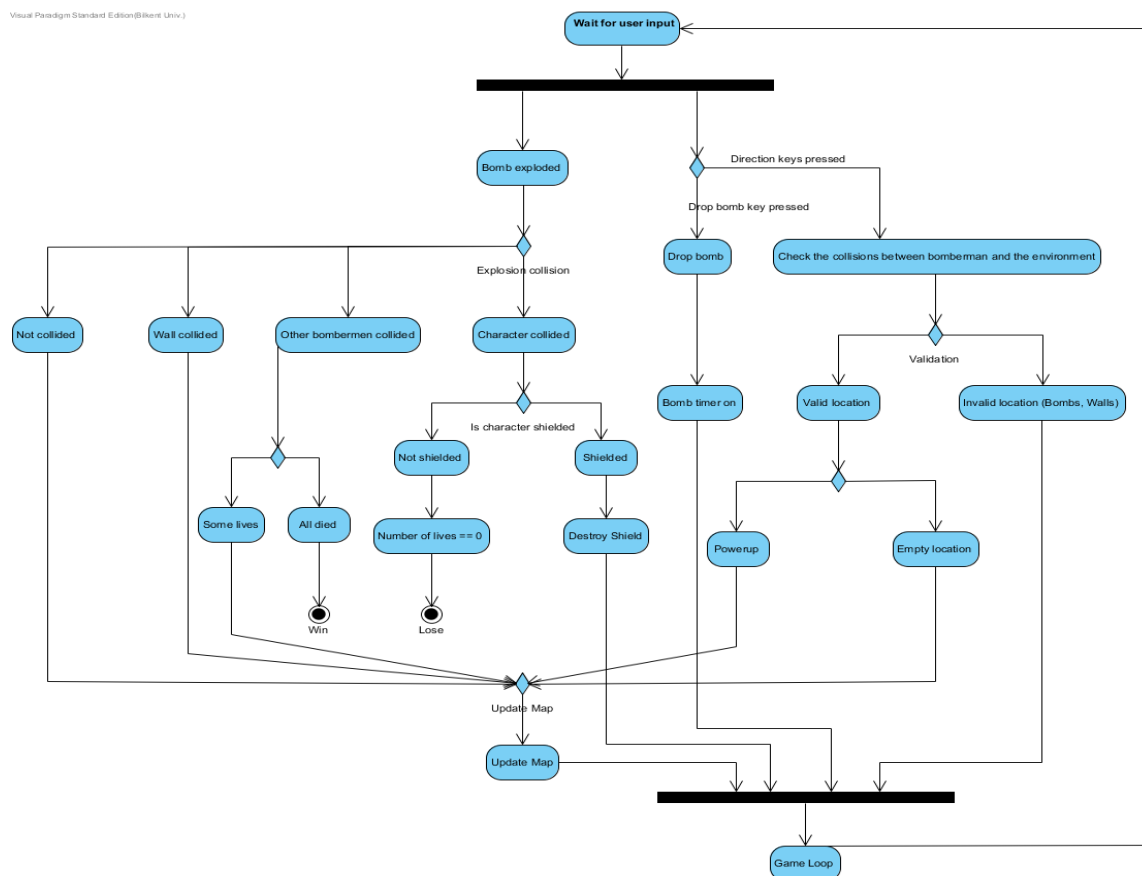 Visual Paradigm Standard Edition(Bilkent Univ.)
Wait for user input
Bomb exploded
Direction keys pressed
Drop bomb key pressed
Explosion collision
Drop bomb
Check the collisions between bomberman and the environment
Not collided
Wall collided
Other bombermen collided
Character collided
Validation
Is character shielded
Bomb timer on
Valid location
Invalid location (Bombs, Walls)
Not shielded
Shielded
Some lives
All died
Number of lives == 0
Destroy Shield
Powerup
Empty location
Win
Lose
Update Map
Update Map
Game Loop